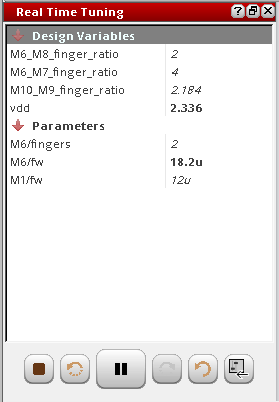 Real Time Tuning
Design Variables
M6_M8_finger_ratio 2
M6_M7_finger_ratio 4
M10_M9_finger_ratio 2.184
vdd 2.336
Parameters
M6/fingers 2
M6/fw 18.2u
M1/fw 12u